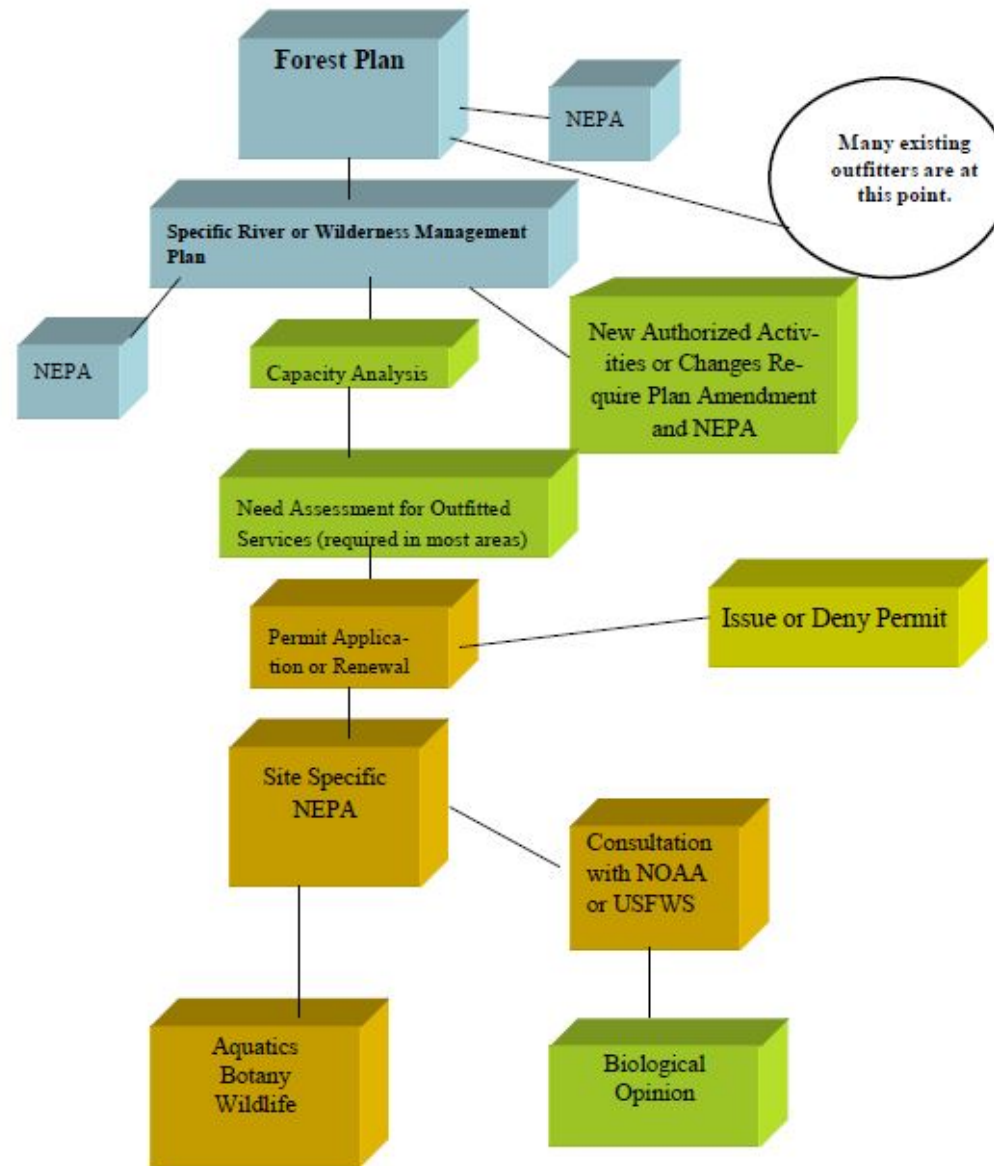 Forest Plan
NEPA
Many existing
outfitters are at
this point.
Specific River or Wilderness Management
Plan
NEPA
Capacity Analysis
New Authorized Activ-
ities or Changes Re-
quire Plan Amendment
and NEPA
Need Assessment for Outfitted
Services (required in most areas)
Permit Applica-
tion or Renewal
Issue or Deny Permit
Site Specific
NEPA
Consultation
with NOAA
or USFWS
Aquatics
Botany
Wildlife
Biological
Opinion